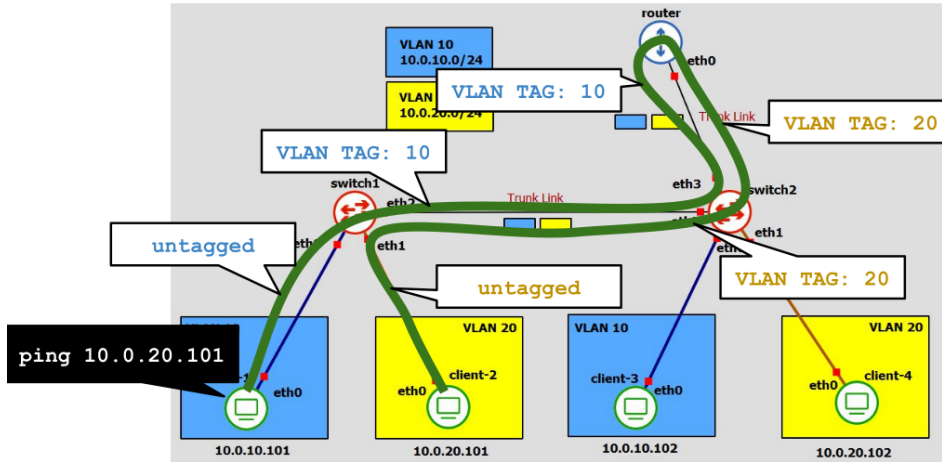 router
VLAN 10
10.0.10.0/24
eth0
VLAN TAG: 10
VLAN
10.0.20.0/24
Trunk Link
VLAN TAG: 20
VLAN TAG: 10
switch1
eth2
Trunk Link
eth3
switch2
untagged
eth1
eth1
untagged
VLAN TAG: 20
ping 10.0.20.101
VLAN 20
VLAN 10
VLAN 20
client-2
client-3
client-4
eth0
eth0
eth0
eth0
10.0.10.101
10.0.20.101
10.0.10.102
10.0.20.102